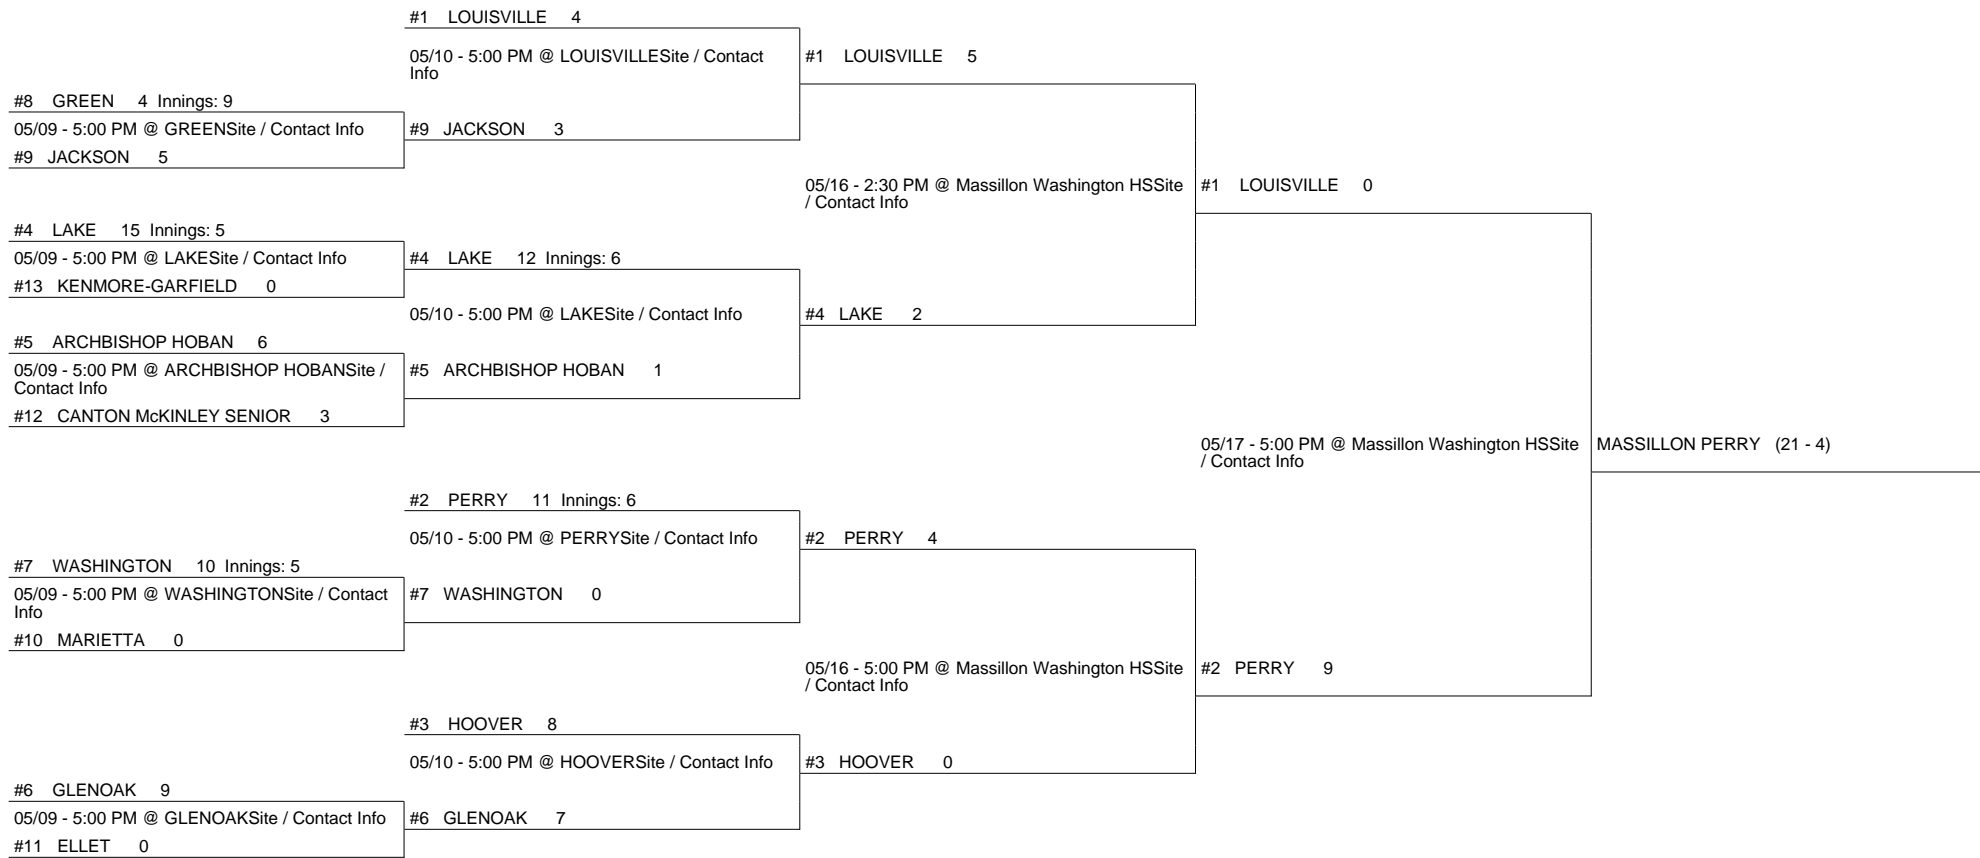 #1 LOUISVILLE 4
05/10 - 5:00 PM @ LOUISVILLESite / Contact
Info
#1 LOUISVILLE 5
#8 GREEN 4 Innings: 9
05/09 - 5:00 PM @ GREENSite / Contact Info
#9 JACKSON 3
#9 JACKSON 5
05/16 - 2:30 PM @ Massillon Washington HSSite
/ Contact Info
#1 LOUISVILLE 0
#4 LAKE 15 Innings: 5
05/09 - 5:00 PM @ LAKESite / Contact Info
#4 LAKE 12 Innings: 6
#13 KENMORE-GARFIELD 0
05/10 - 5:00 PM @ LAKESite / Contact Info
#4 LAKE 2
#5 ARCHBISHOP HOBAN 6
05/09 - 5:00 PM @ ARCHBISHOP HOBANSite /
Contact Info
#5 ARCHBISHOP HOBAN 1
#12 CANTON McKINLEY SENIOR 3
05/17 - 5:00 PM @ Massillon Washington HSSite
/ Contact Info
MASSILLON PERRY (21 - 4)
#2 PERRY 11 Innings: 6
05/10 - 5:00 PM @ PERRYSite / Contact Info
#2 PERRY 4
#7 WASHINGTON 10 Innings: 5
05/09 - 5:00 PM @ WASHINGTONSite / Contact
Info
#7 WASHINGTON 0
#10 MARIETTA 0
05/16 - 5:00 PM @ Massillon Washington HSSite
/ Contact Info
#2 PERRY 9
#3 HOOVER 8
05/10 - 5:00 PM @ HOOVERSite / Contact Info
#3 HOOVER 0
#6 GLENOAK 9
05/09 - 5:00 PM @ GLENOAKSite / Contact Info
#6 GLENOAK 7
#11 ELLET 0